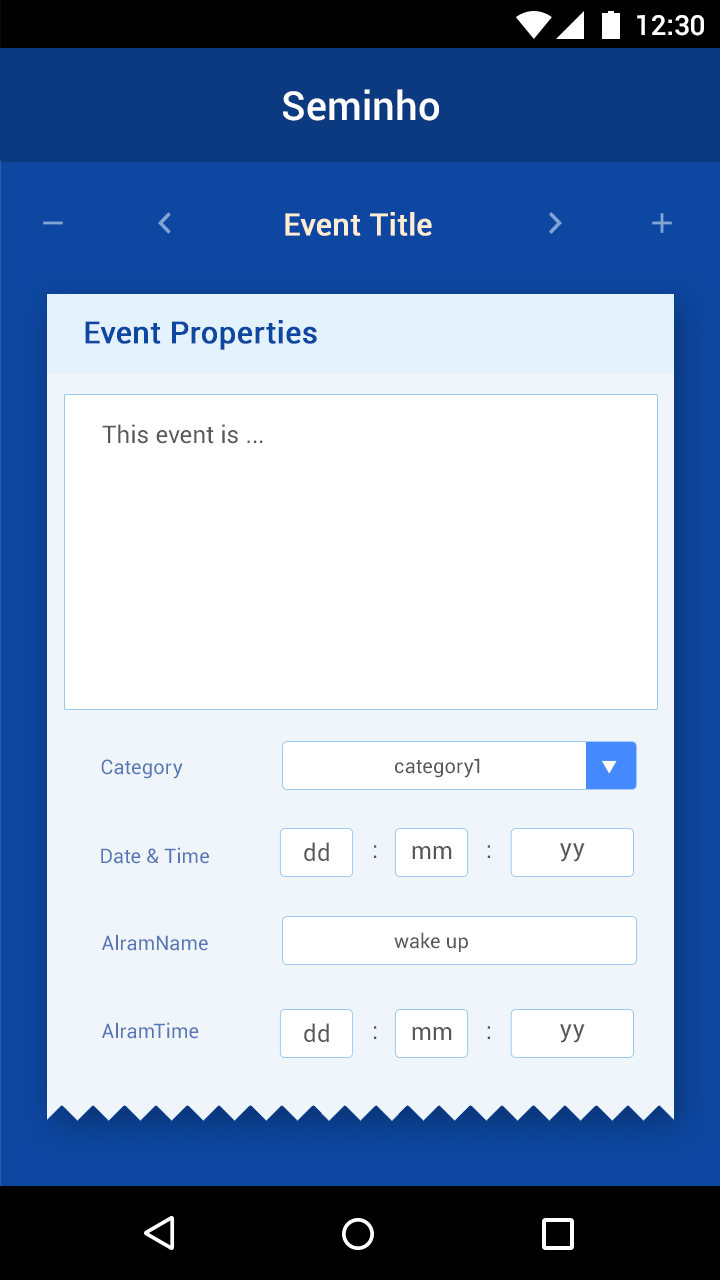 12:30
Seminho
Event Title
Event Properties
This event is ...
Category category1
Date & Time dd : mm : yy
AlramName wake up
AlramTime dd : mm : yy